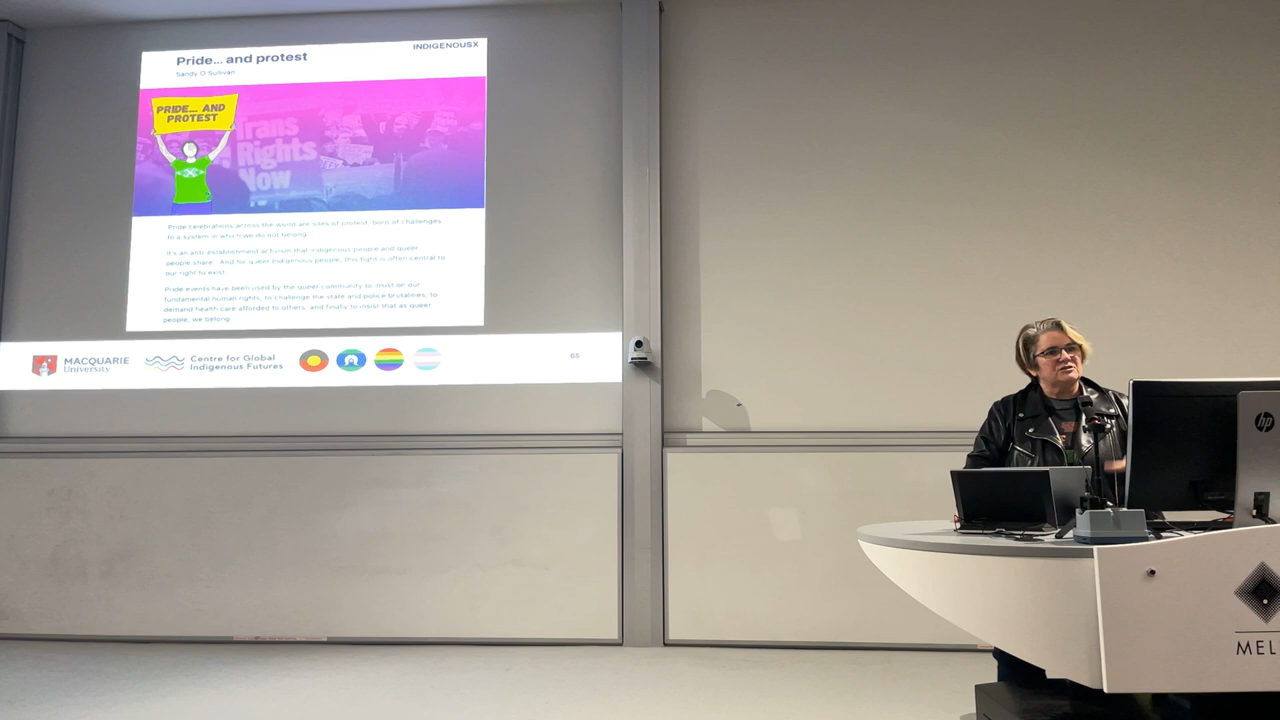 Pride... and protest
INDIGENOUSX
Sandy O'Sullivan
PRIDE... AND
PROTEST
Trans
Rights
Now
Pride celebrations across the world are sites of protest, born of challenges
to a system in which we do not belong.
It's an anti-establishment activism that Indigenous people and queer
people share. And for queer Indigenous people, this fight is often central to
our right to exist.
Pride events have been used by the queer community to insist on our
fundamental human rights, to challenge the state and police brutalities, to
demand health care afforded to others, and finally to insist that as queer
people, we belong.
MACQUARIE
University
Centre for Global
Indigenous Futures
65
hp
MEL